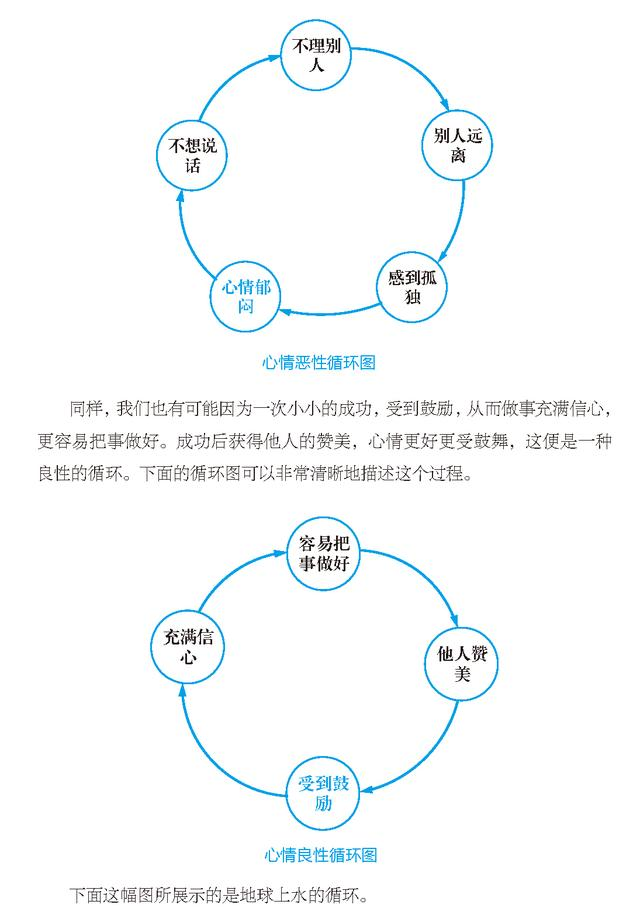 不理别
人
别人远
离
感到孤
独
心情郁
闷
不想说
话
心情恶性循环图
同样，我们也有可能因为一次小小的成功，受到鼓励，从而做事充满信心，
更容易把事做好。成功后获得他人的赞美，心情更好更受鼓舞，这便是一种
良性的循环。下面的循环图可以非常清晰地描述这个过程。
容易把
事做好
他人赞
美
受到鼓
励
充满信
心
心情良性循环图
下面这幅图所展示的是地球上水的循环。